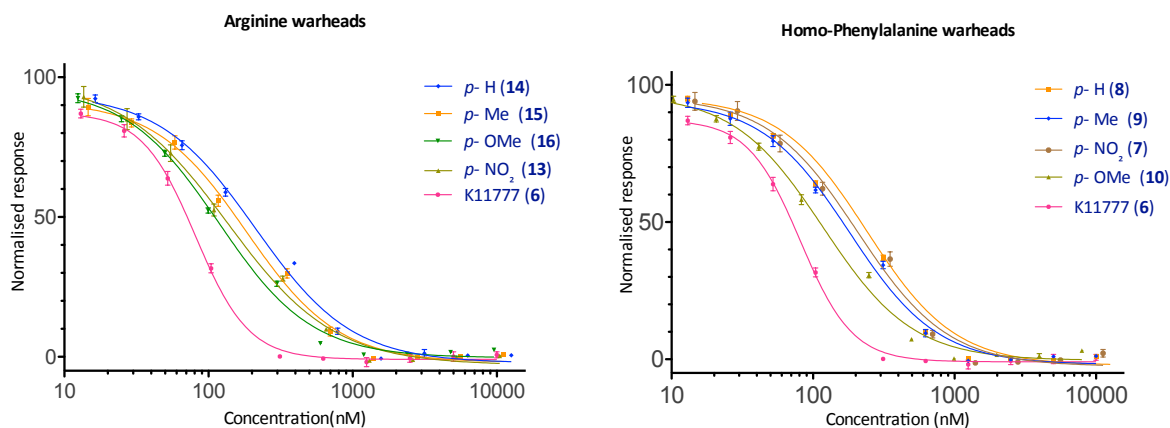 Arginine warheads
100
50
0
Normalised response
10
100
1000
10000
Concentration(nM)
p- H (14)
p- Me (15)
p- OMe (16)
p- NO₂ (13)
K11777 (6)
Homo-Phenylalanine warheads
100
50
0
Normalised response
10
100
1000
10000
Concentration (nM)
p- H (8)
p- Me (9)
p- NO₂ (7)
p- OMe (10)
K11777 (6)